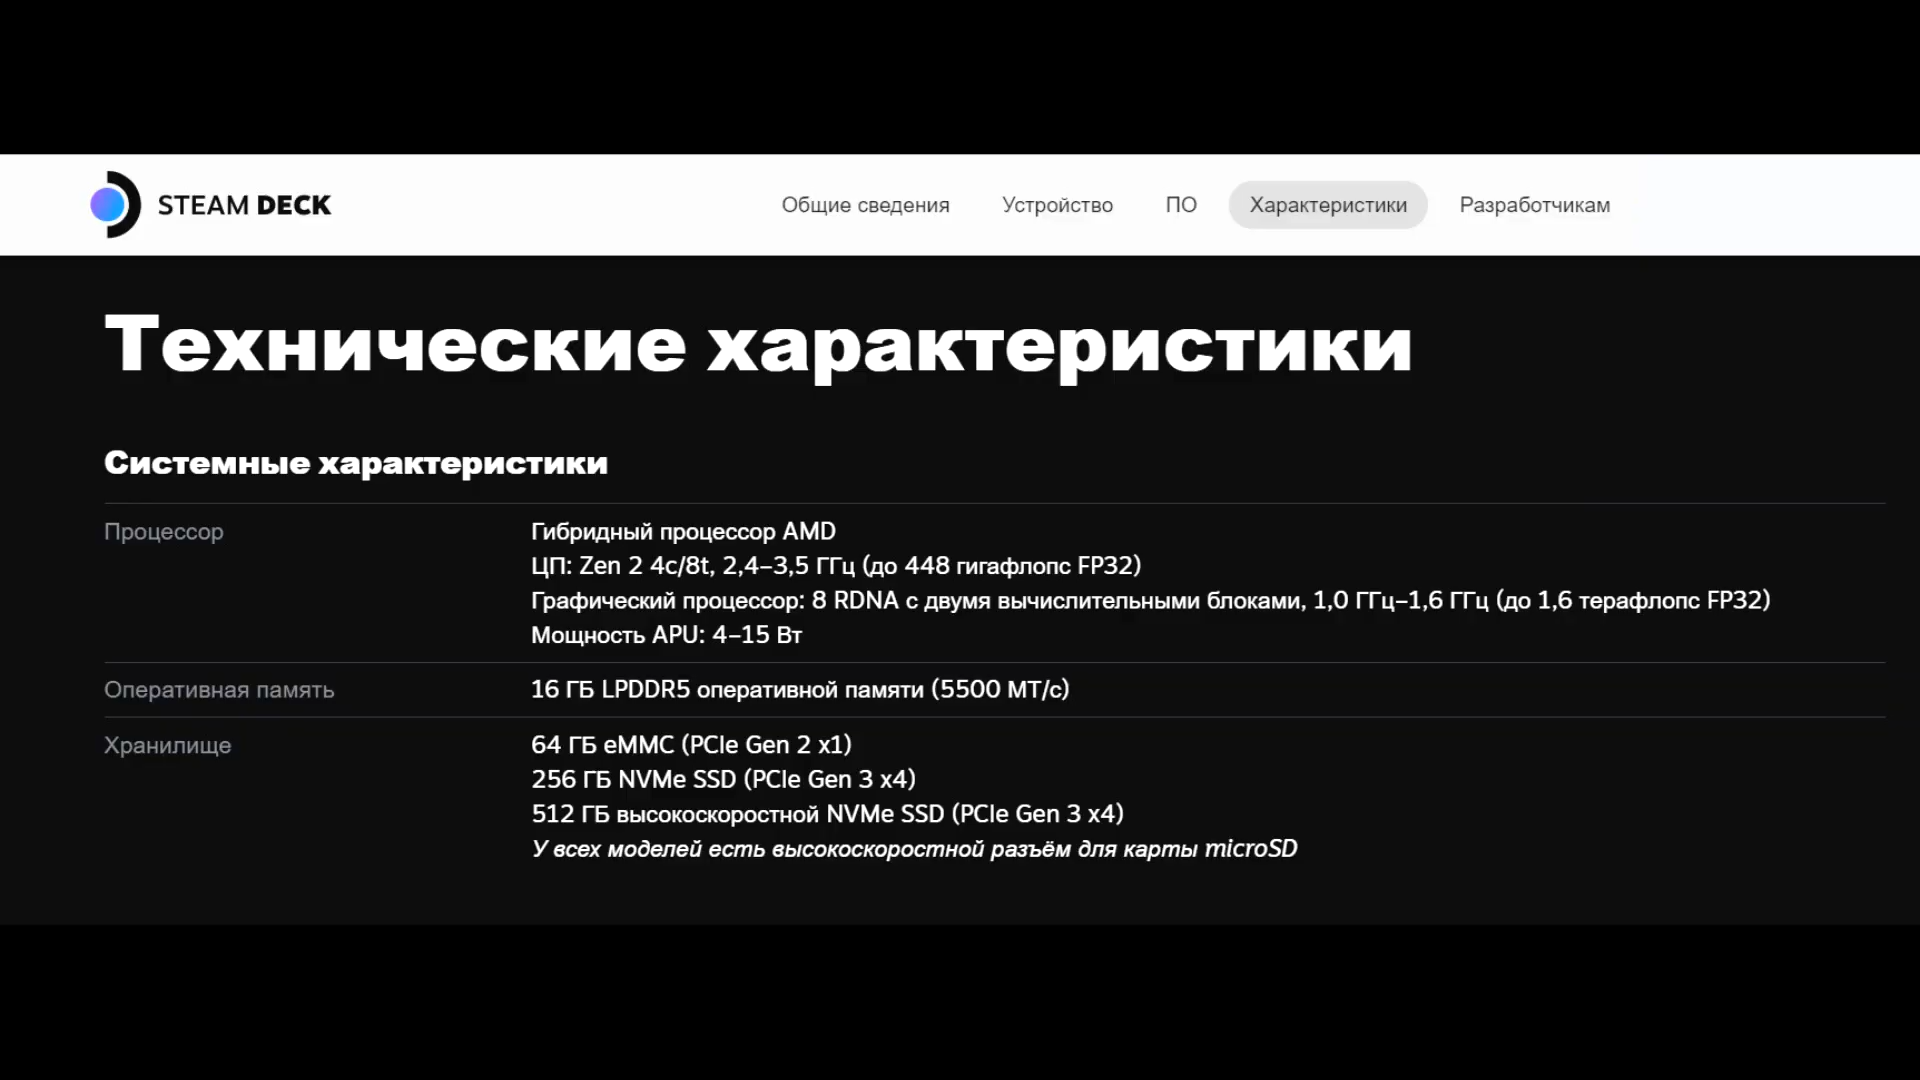 STEAM DECK
Общие сведения
Устройство
ПО
Характеристики
Разработчикам
Технические характеристики
Системные характеристики
Процессор
Гибридный процессор AMD
ЦП: Zen 2 4c/8t, 2,4–3,5 ГГц (до 448 гигафлопс FP32)
Графический процессор: 8 RDNA с двумя вычислительными блоками, 1,0 ГГц–1,6 ГГц (до 1,6 терафлопс FP32)
Мощность APU: 4–15 Вт
Оперативная память
16 ГБ LPDDR5 оперативной памяти (5500 МТ/с)
Хранилище
64 ГБ eMMC (PCIe Gen 2 x1)
256 ГБ NVMe SSD (PCIe Gen 3 x4)
512 ГБ высокоскоростной NVMe SSD (PCIe Gen 3 x4)
У всех моделей есть высокоскоростной разъём для карты microSD